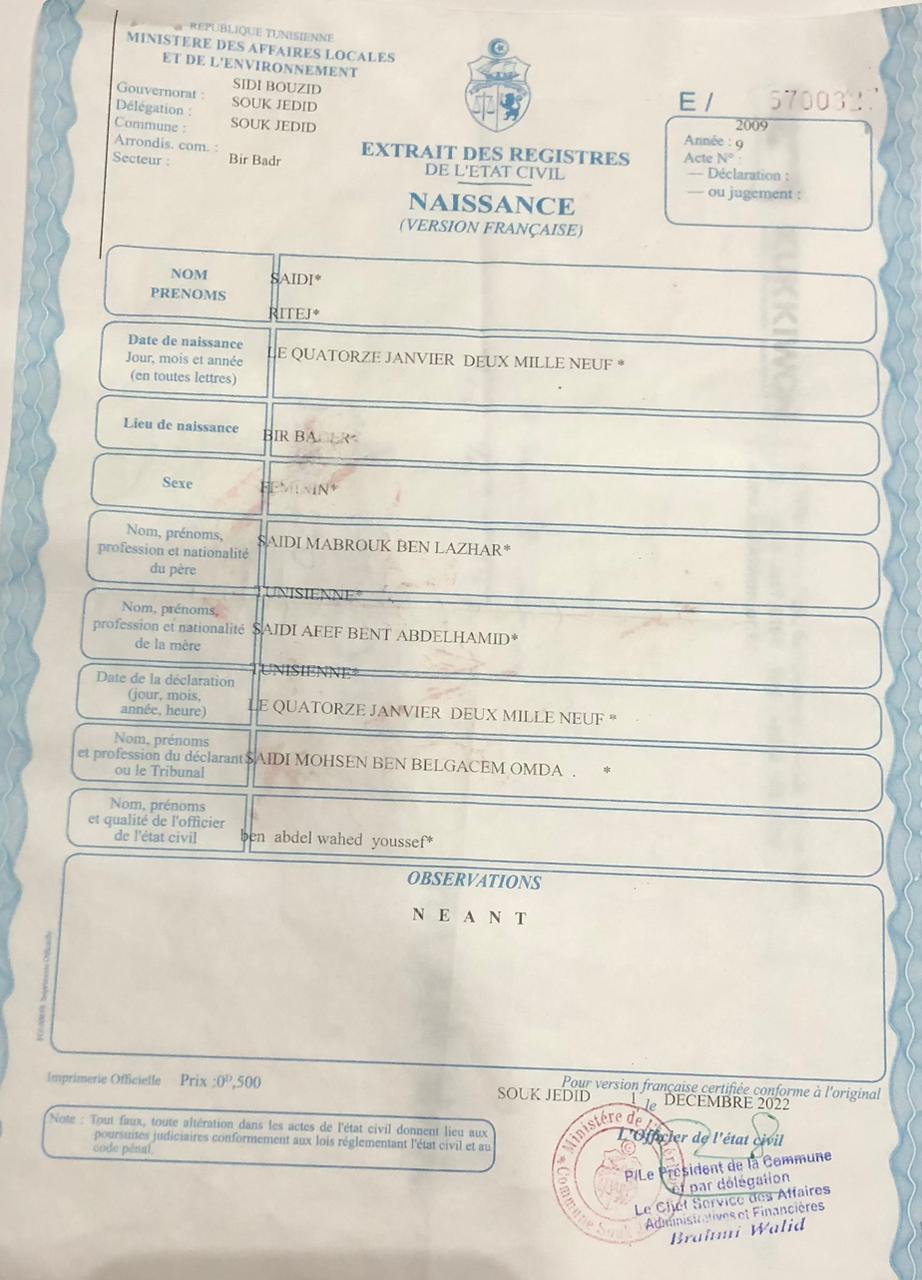 REPUBLIQUE TUNISIENNE
MINISTERE DES AFFAIRES LOCALES
ET DE L'ENVIRONNEMENT
Gouvernorat : SIDI BOUZID
Délégation : SOUK JEDID
Commune : SOUK JEDID
Arrondis. com. :
Secteur : Bir Badr
EXTRAIT DES REGISTRES
DE L'ETAT CIVIL
NAISSANCE
(VERSION FRANÇAISE)
E / 570032
2009
Année : 9
Acte N° :
— Déclaration :
— ou jugement :
NOM
PRENOMS
SAIDI*
RITEJ*
Date de naissance
Jour, mois et année
(en toutes lettres)
LE QUATORZE JANVIER DEUX MILLE NEUF *
Lieu de naissance
BIR BADER*
Sexe
FEMININ*
Nom, prénoms,
profession et nationalité
du père
SAIDI MABROUK BEN LAZHAR*
TUNISIENNE*
Nom, prénoms,
profession et nationalité
de la mère
SAIDI AFEF BENT ABDELHAMID*
TUNISIENNE*
Date de la déclaration
(jour, mois,
année, heure)
LE QUATORZE JANVIER DEUX MILLE NEUF *
Nom, prénoms
et profession du déclarant
ou le Tribunal
SAIDI MOHSEN BEN BELGACEM OMDA . *
Nom, prénoms
et qualité de l'officier
de l'état civil
ben abdel wahed youssef*
OBSERVATIONS
N E A N T
Imprimerie Officielle Prix :0ᴰ,500
Pour version française certifiée conforme à l'original
SOUK JEDID le 1 DECEMBRE 2022
Note : Tout faux, toute altération dans les actes de l'état civil donnent lieu aux
poursuites judiciaires conformement aux lois réglementant l'état civil et au
code pénal.
L'Officier de l'état civil
P/Le Président de la Commune
et par délégation
Le Chef Service des Affaires
Administratives et Financières
Brahmi Walid
* Ministére de l'
Commune Souk